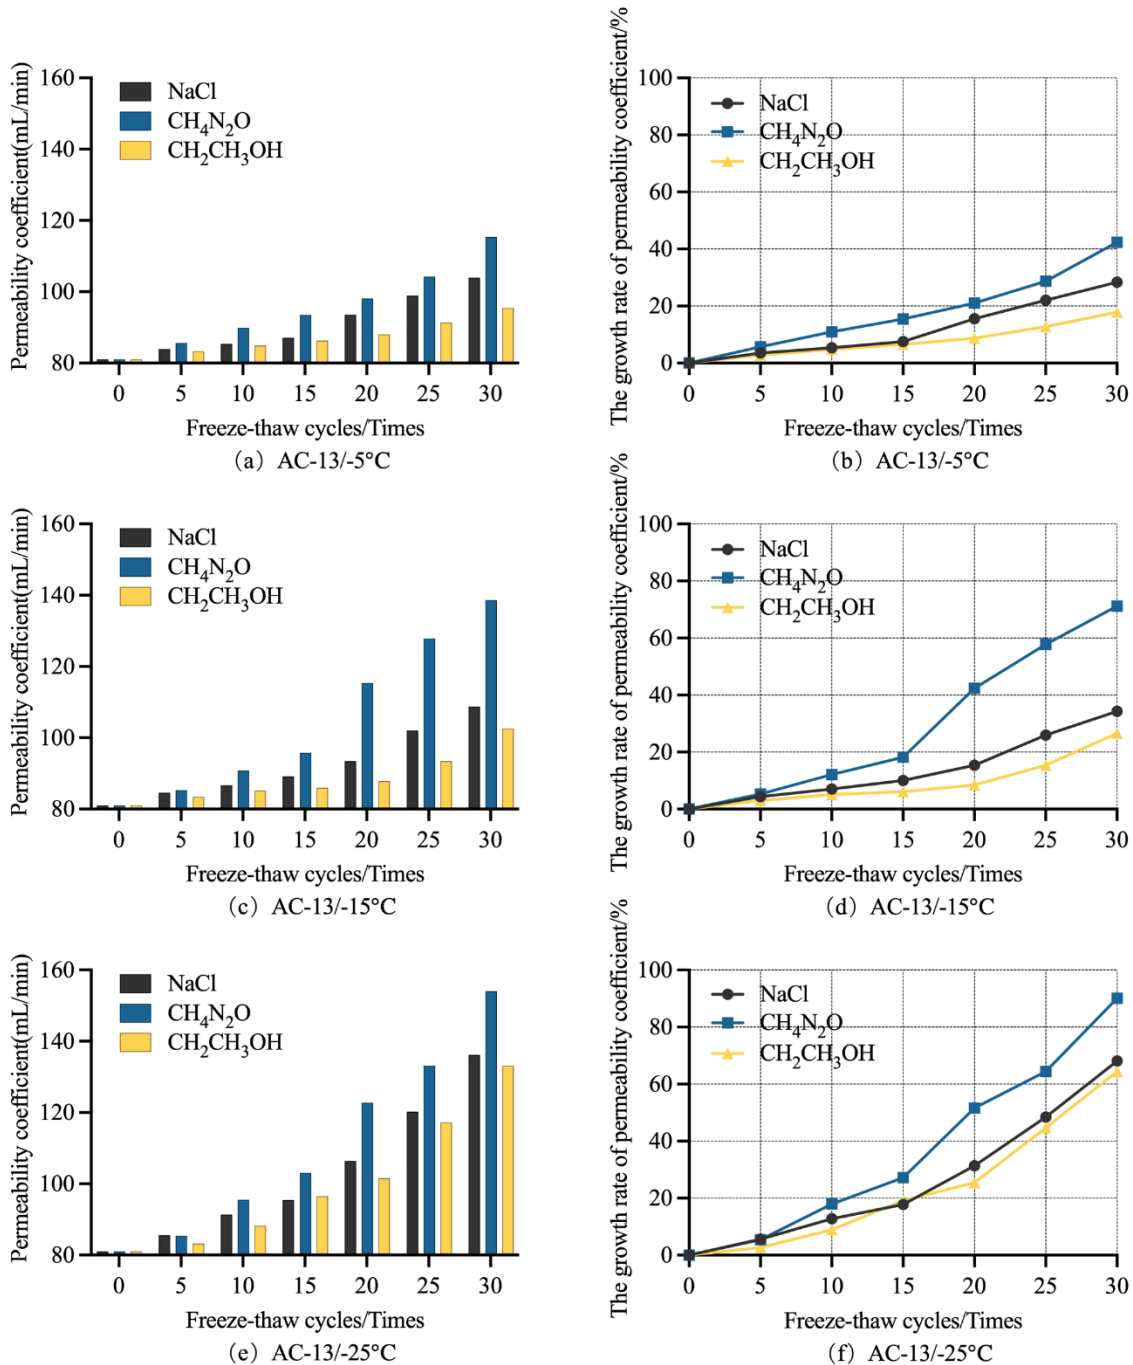 Permeability coefficient(mL/min)
160
140
120
100
80
NaCl
CH₄N₂O
CH₂CH₃OH
0 5 10 15 20 25 30
Freeze-thaw cycles/Times
(a) AC-13/-5°C
The growth rate of permeability coefficient/%
100
80
60
40
20
0
NaCl
CH₄N₂O
CH₂CH₃OH
0 5 10 15 20 25 30
Freeze-thaw cycles/Times
(b) AC-13/-5°C
Permeability coefficient(mL/min)
160
140
120
100
80
NaCl
CH₄N₂O
CH₂CH₃OH
0 5 10 15 20 25 30
Freeze-thaw cycles/Times
(c) AC-13/-15°C
The growth rate of permeability coefficient/%
100
80
60
40
20
0
NaCl
CH₄N₂O
CH₂CH₃OH
0 5 10 15 20 25 30
Freeze-thaw cycles/Times
(d) AC-13/-15°C
Permeability coefficient(mL/min)
160
140
120
100
80
NaCl
CH₄N₂O
CH₂CH₃OH
0 5 10 15 20 25 30
Freeze-thaw cycles/Times
(e) AC-13/-25°C
The growth rate of permeability coefficient/%
100
80
60
40
20
0
NaCl
CH₄N₂O
CH₂CH₃OH
0 5 10 15 20 25 30
Freeze-thaw cycles/Times
(f) AC-13/-25°C